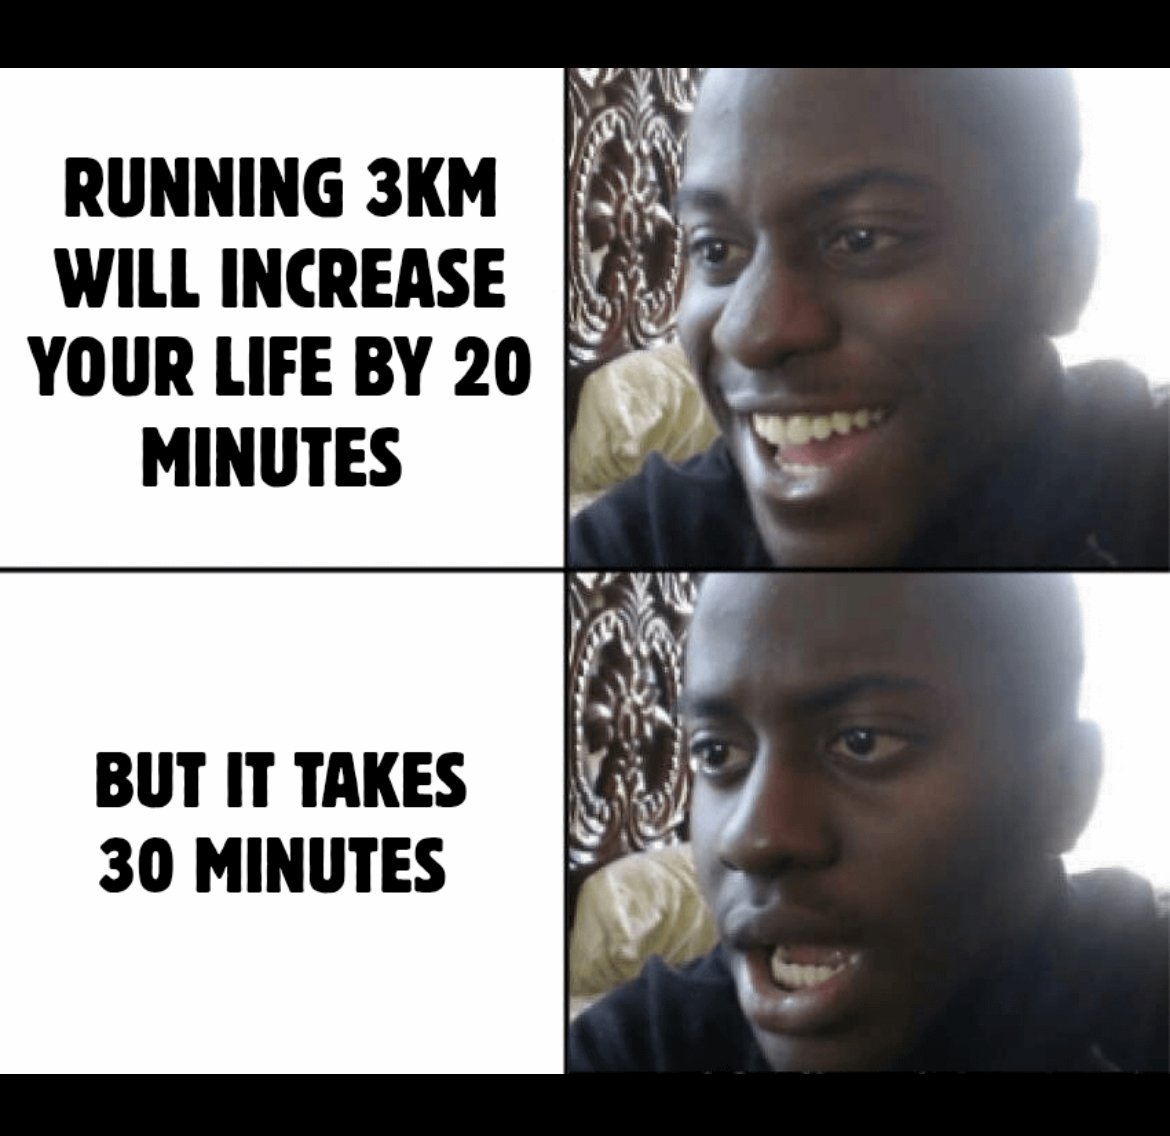 RUNNING 3KM
WILL INCREASE
YOUR LIFE BY 20
MINUTES
BUT IT TAKES
30 MINUTES